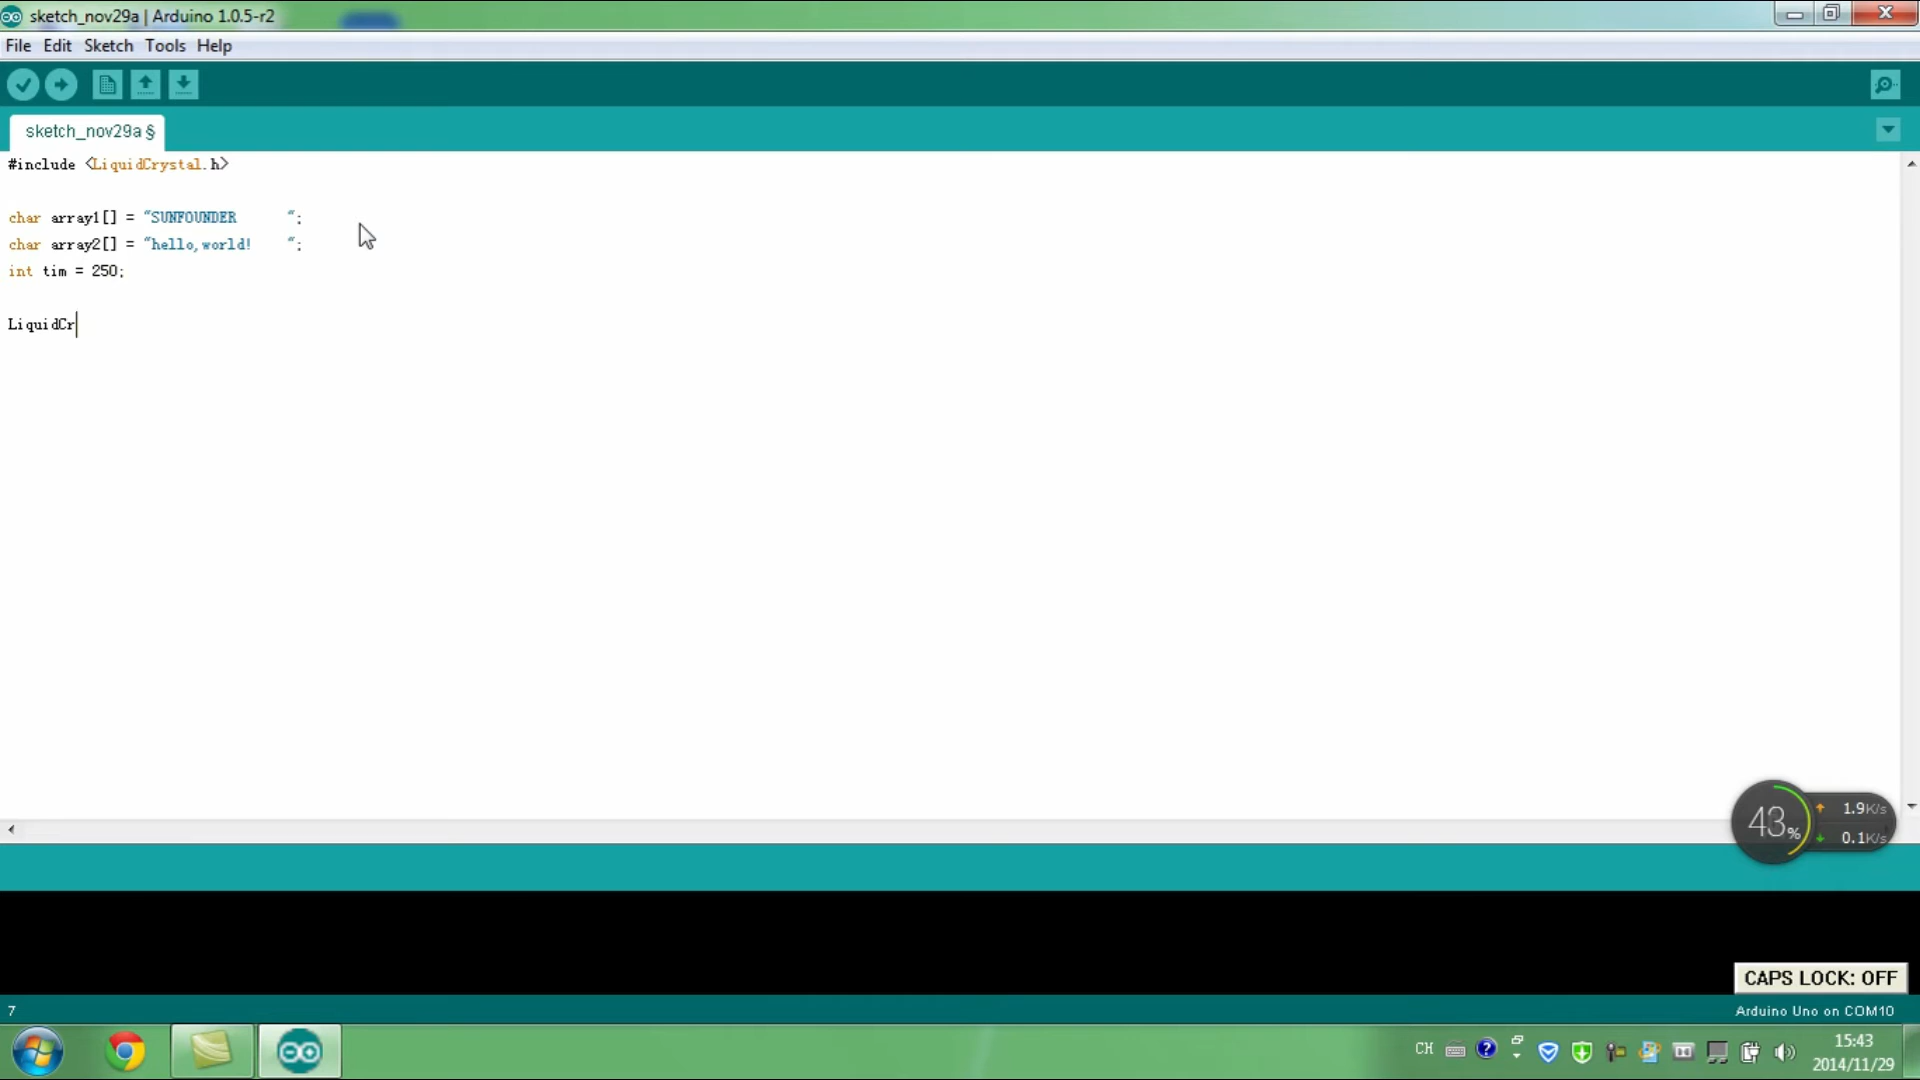 sketch_nov29a | Arduino 1.0.5-r2
File Edit Sketch Tools Help
sketch_nov29a §
#include <LiquidCrystal.h>
char array1[] = "SUNFOUNDER      ";
char array2[] = "hello,world!    ";
int tim = 250;
LiquidCr
43%
1.9K/s
0.1K/s
CAPS LOCK: OFF
7
Arduino Uno on COM10
CH
15:43
2014/11/29